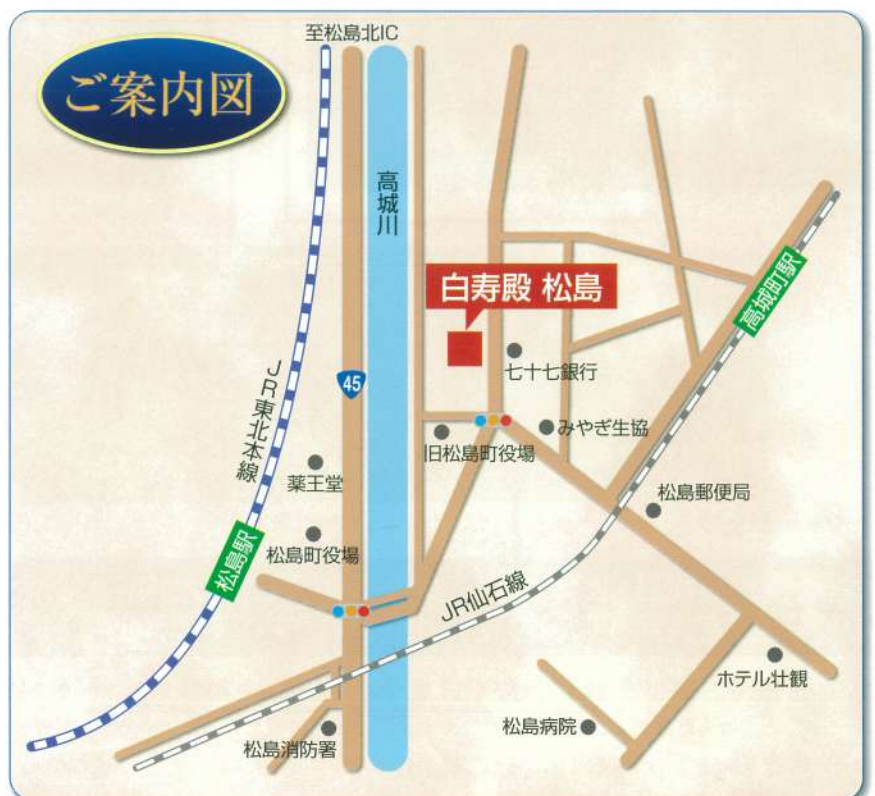 至松島北IC
ご案内図
高城川
高城町駅
白寿殿 松島
七十七銀行
45
JR東北本線
みやぎ生協
旧松島町役場
薬王堂
松島郵便局
松島町役場
松島駅
JR仙石線
ホテル壮観
松島病院
松島消防署